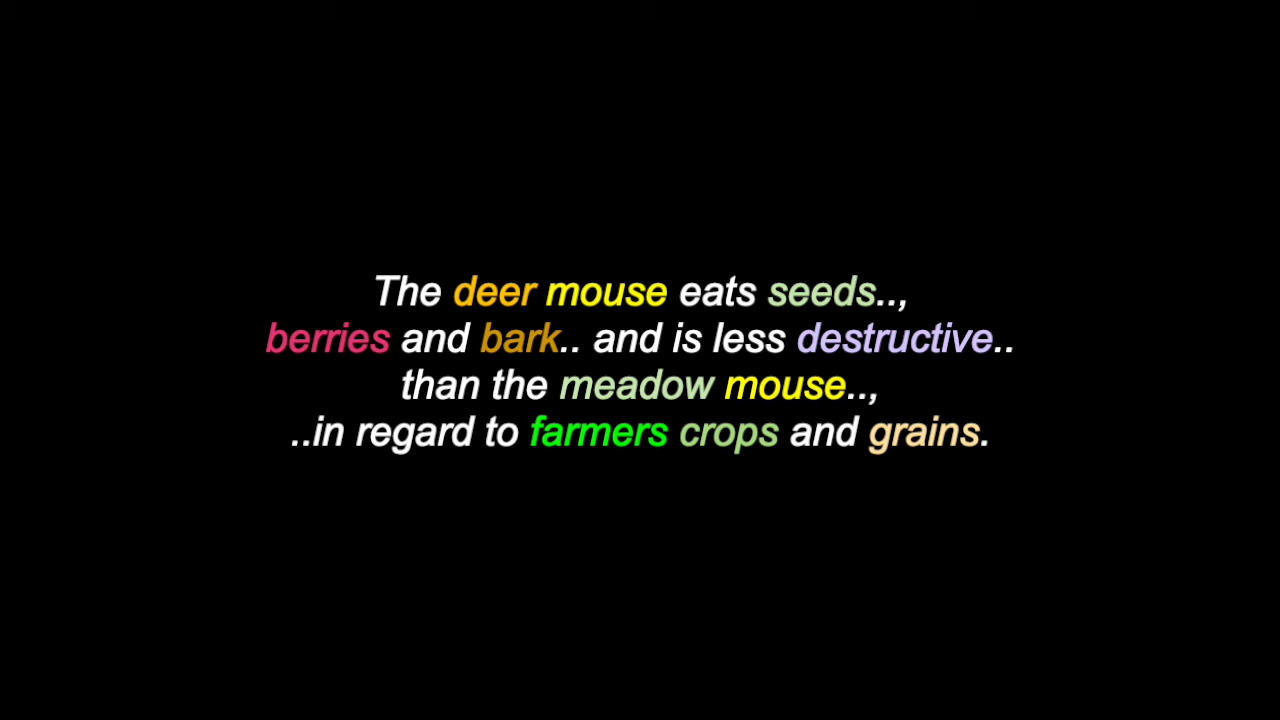 The deer mouse eats seeds..,
berries and bark.. and is less destructive..
than the meadow mouse..,
..in regard to farmers crops and grains.